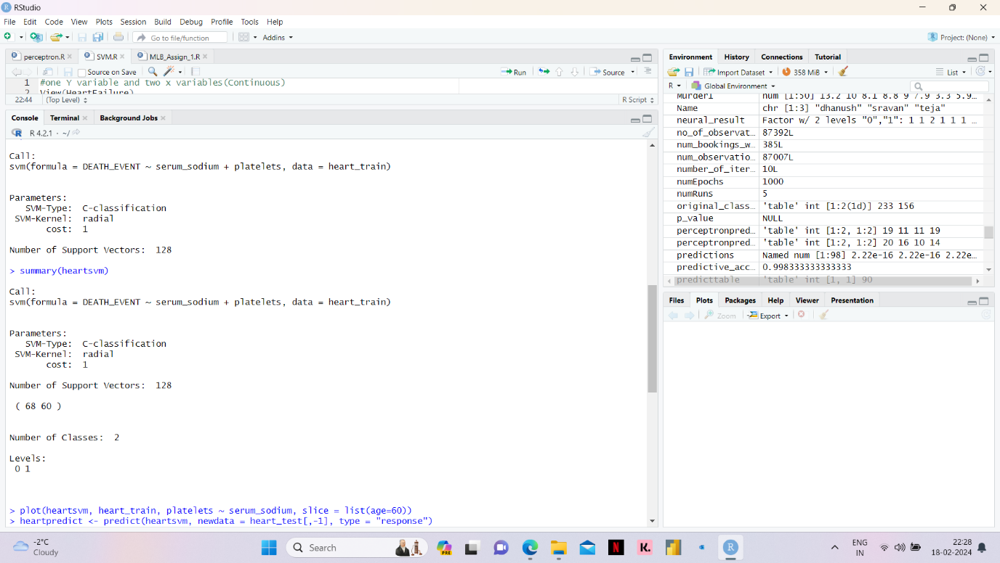 RStudio
File Edit Code View Plots Session Build Debug Profile Tools Help
Go to file/function Addins Project: (None)
perceptron.R SVM.R MLB_Assign_1.R
Source on Save Run Source
1 #one Y variable and two x variables(Continuous)
2 View(HeartFailure)
22:44 (Top Level) R Script
Console Terminal Background Jobs
R 4.2.1 · ~/
Call:
svm(formula = DEATH_EVENT ~ serum_sodium + platelets, data = heart_train)
Parameters:
SVM-Type: C-classification
SVM-Kernel: radial
cost: 1
Number of Support Vectors: 128
> summary(heartsvm)
Call:
svm(formula = DEATH_EVENT ~ serum_sodium + platelets, data = heart_train)
Parameters:
SVM-Type: C-classification
SVM-Kernel: radial
cost: 1
Number of Support Vectors: 128
( 68 60 )
Number of Classes: 2
Levels:
0 1
> plot(heartsvm, heart_train, platelets ~ serum_sodium, slice = list(age=60))
> heartpredict <- predict(heartsvm, newdata = heart_test[,-1], type = "response")
Environment History Connections Tutorial
Import Dataset 358 MiB List
R Global Environment
Murder1 num [1:50] 13.2 10 8.1 8.8 9 7.9 3.3 5.9...
Name chr [1:3] "dhanush" "sravan" "teja"
neural_result Factor w/ 2 levels "0","1": 1 1 2 1 1 1 ...
no_of_observat... 87392L
num_bookings_w... 385L
num_observatio... 87007L
number_of_iter... 10L
numEpochs 1000
numRuns 5
original_class... 'table' int [1:2(1d)] 233 156
p_value NULL
perceptronpred... 'table' int [1:2, 1:2] 19 11 11 19
perceptronpred... 'table' int [1:2, 1:2] 20 16 10 14
predictions Named num [1:98] 2.22e-16 2.22e-16 2.22e...
predictive_acc... 0.998333333333333
predicttable 'table' int [1, 1] 90
Files Plots Packages Help Viewer Presentation
Zoom Export
-2°C
Cloudy
Search
PRE
N
K.
R
ENG
IN
22:28
18-02-2024